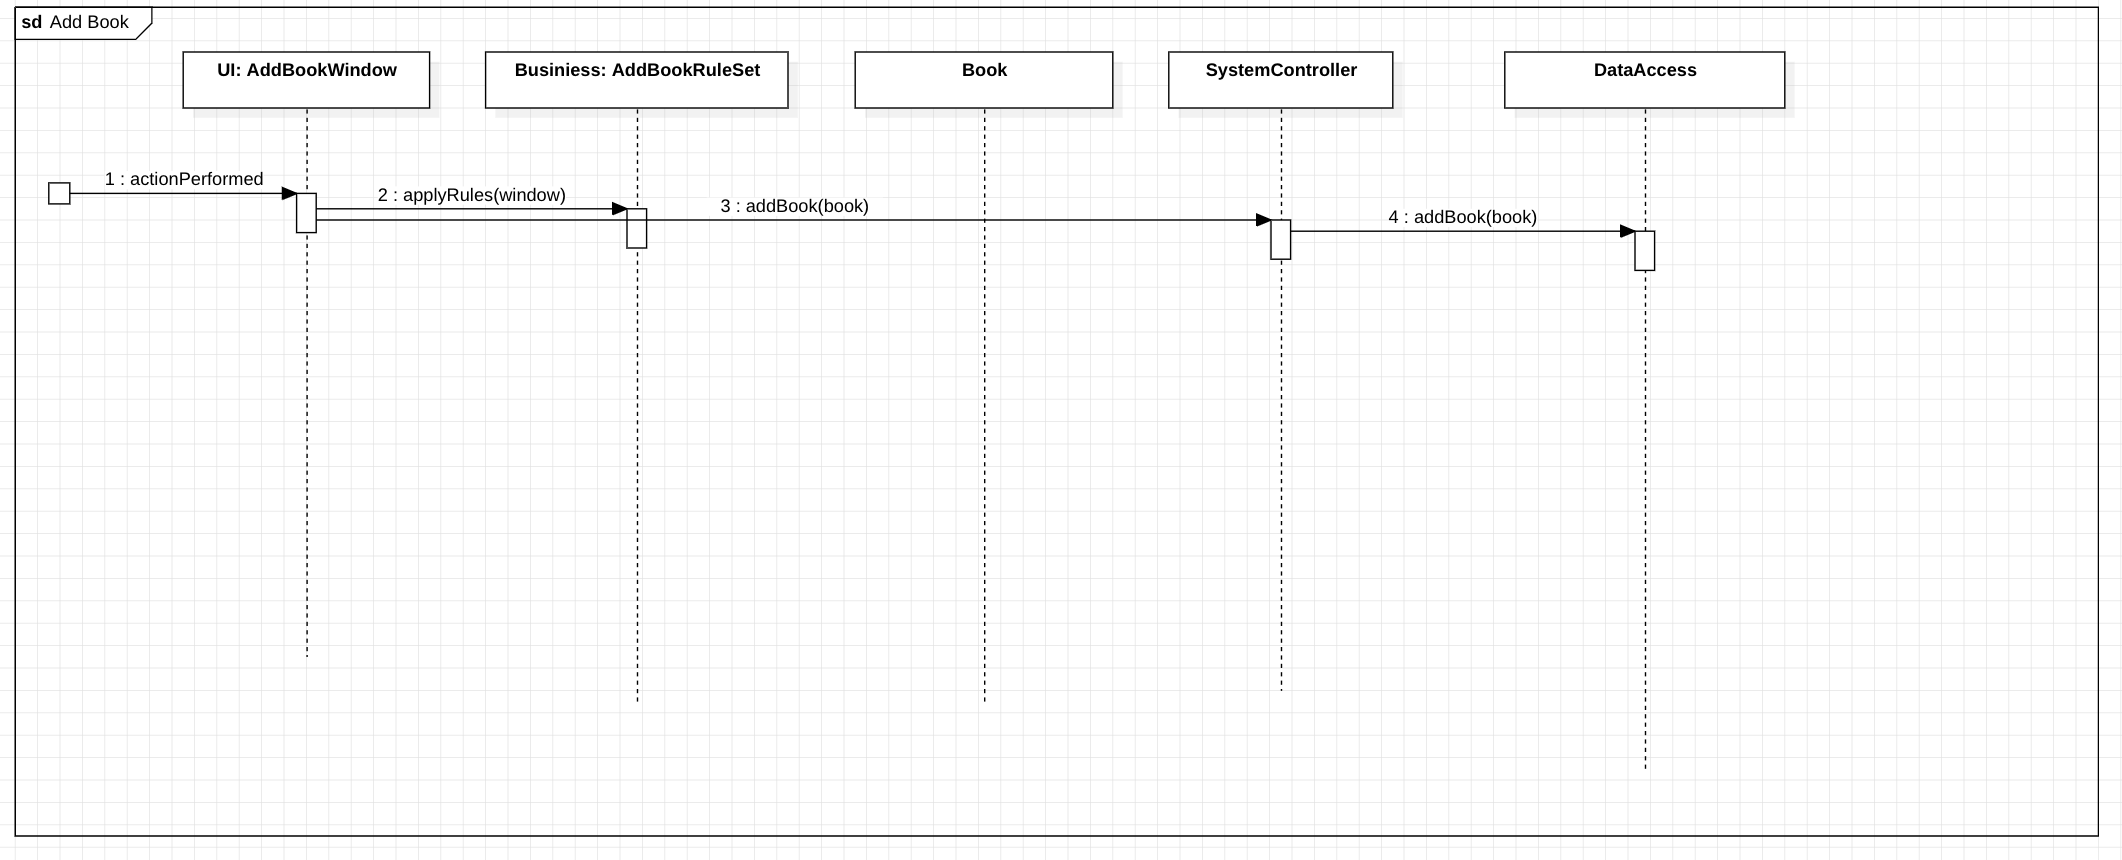 sd Add Book
UI: AddBookWindow
Businiess: AddBookRuleSet
Book
SystemController
DataAccess
1 : actionPerformed
2 : applyRules(window)
3 : addBook(book)
4 : addBook(book)